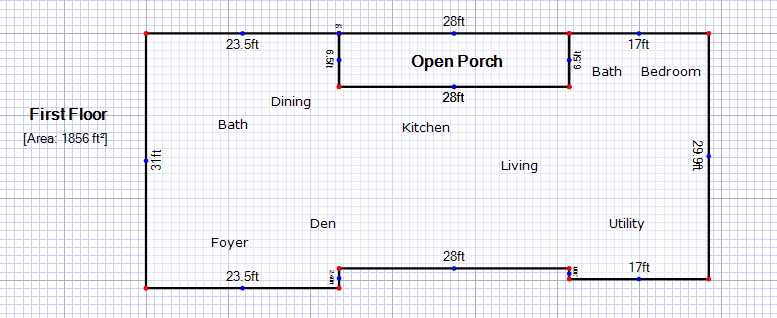 28ft
23.5ft
17ft
6.5ft
Open Porch
6.5ft
Bath
Bedroom
28ft
Dining
First Floor
Bath
Kitchen
[Area: 1856 ft²]
31ft
29.9ft
Living
Den
Utility
Foyer
28ft
23.5ft
17ft